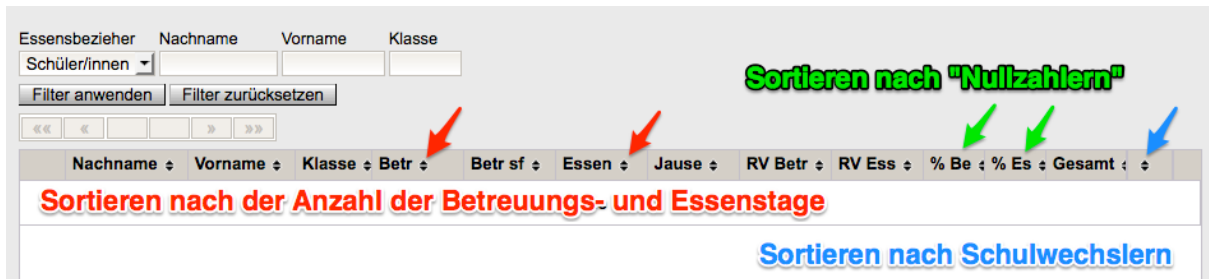 Essensbezieher Nachname Vorname Klasse
Schüler/innen
Sortieren nach "Nullzahlern"
Filter anwenden Filter zurücksetzen
«« « » »»
Nachname Vorname Klasse Betr Betr sf Essen Jause RV Betr RV Ess % Be % Es Gesamt
Sortieren nach der Anzahl der Betreuungs- und Essenstage
Sortieren nach Schulwechslern